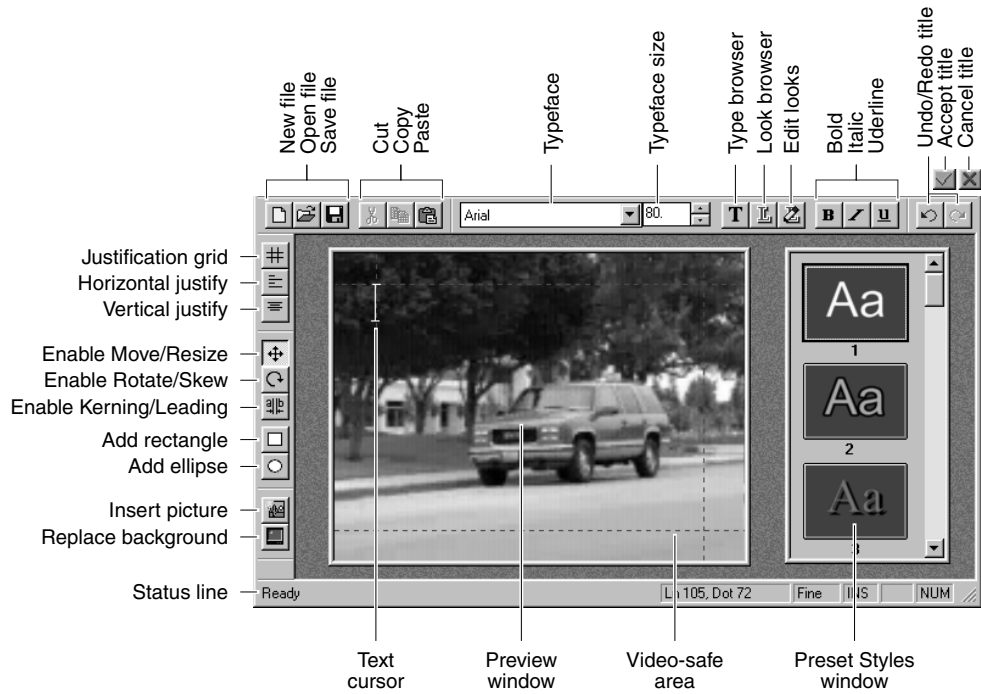 New file
Open file
Save file
Cut
Copy
Paste
Typeface
Typeface size
Type browser
Look browser
Edit looks
Bold
Italic
Uderline
Undo/Redo title
Accept title
Cancel title
Arial
80.
T
L
B
I
u
Justification grid
Horizontal justify
Vertical justify
Enable Move/Resize
Enable Rotate/Skew
Enable Kerning/Leading
a b
Add rectangle
Add ellipse
Insert picture
Replace background
Status line
Aa
1
Aa
2
Aa
3
Ready
Ln 105, Dot 72
Fine
INS
NUM
Text
cursor
Preview
window
Video-safe
area
Preset Styles
window